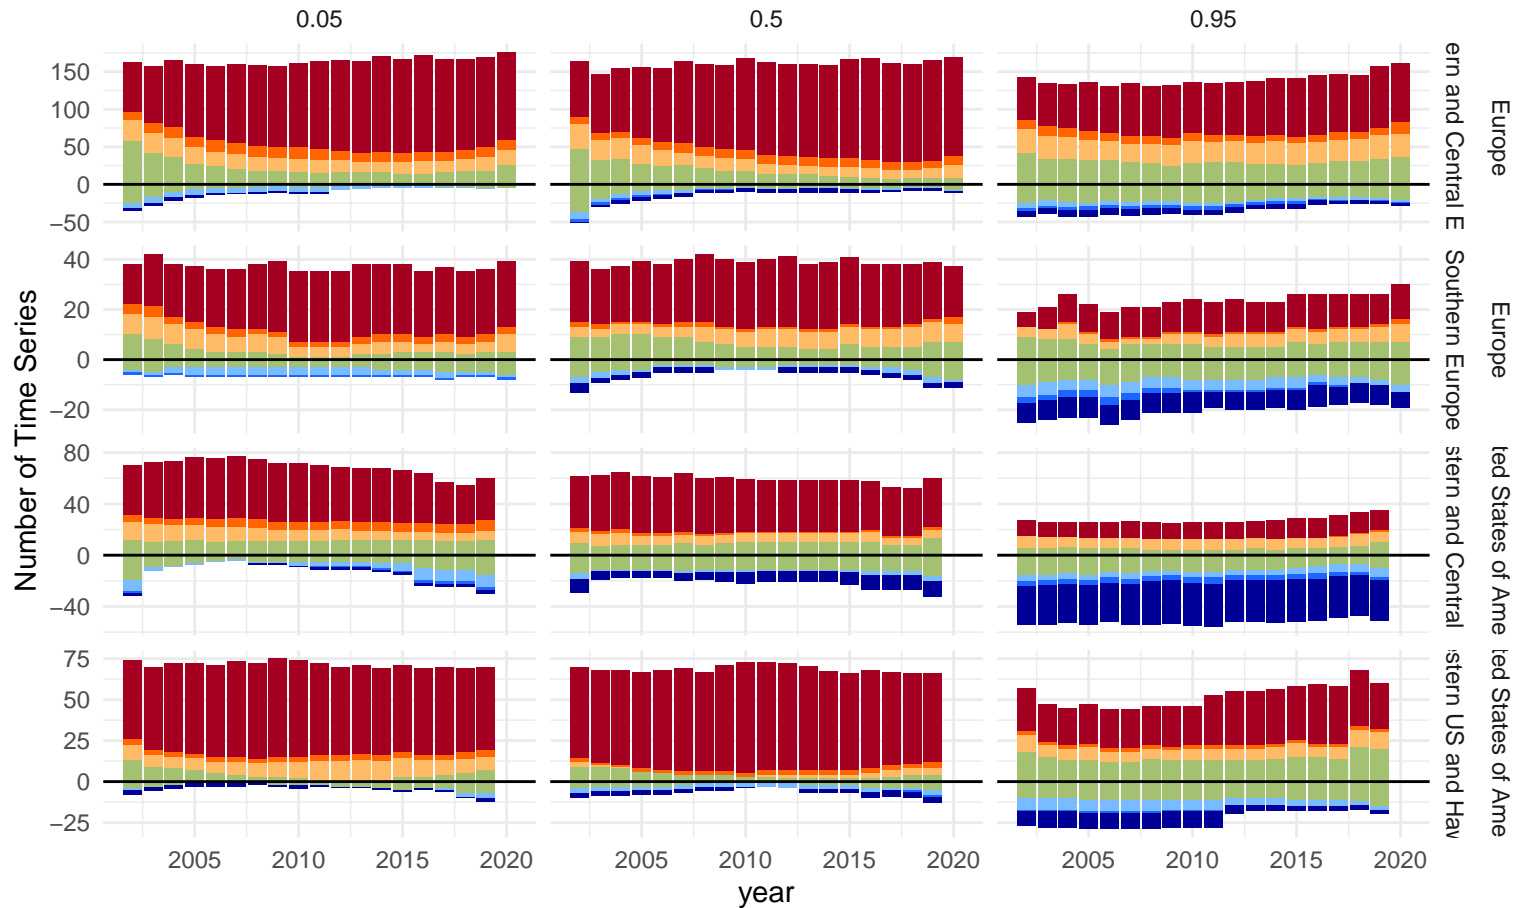 0.05 0.5 0.95
Number of Time Series
150
100
50
0
−50
ern and Central E
Europe
40
20
0
−20
Southern Europe
Europe
80
40
0
−40
stern and Central
ted States of Ame
75
50
25
0
−25
stern US and Hav
ted States of Ame
2005 2010 2015 2020 2005 2010 2015 2020 2005 2010 2015 2020
year